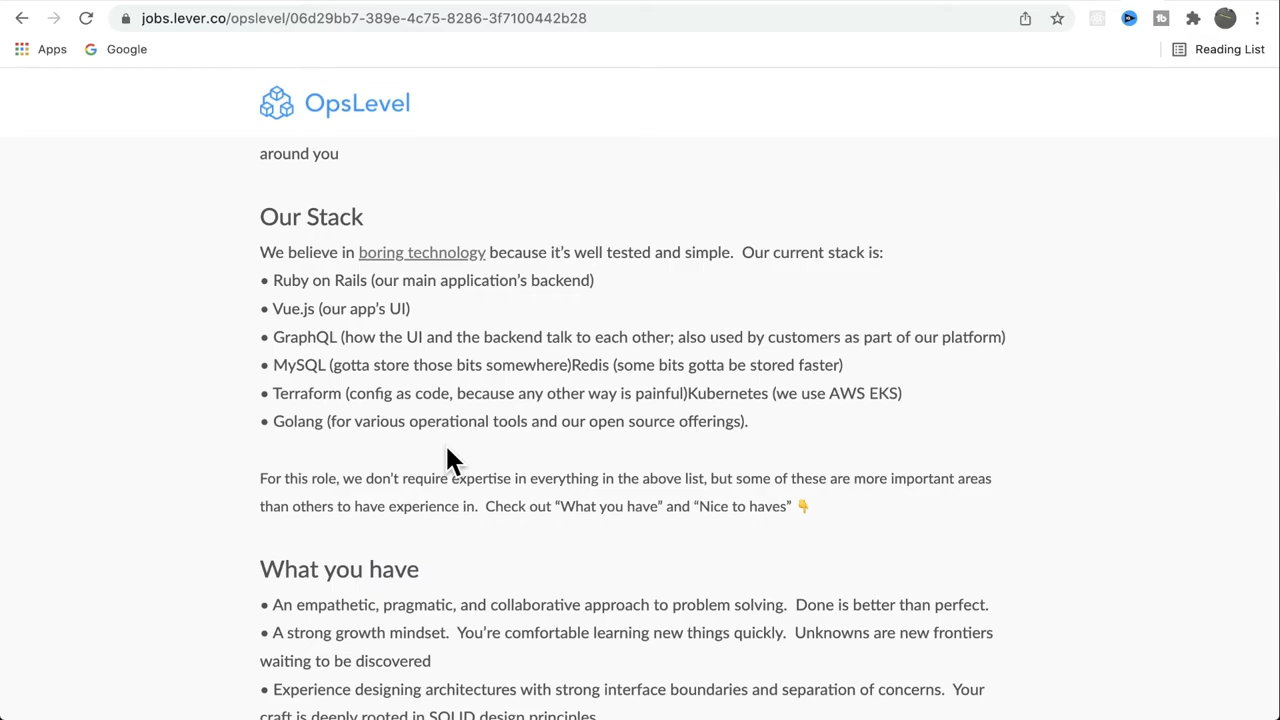 jobs.lever.co/opslevel/06d29bb7-389e-4c75-8286-3f7100442b28
Apps
Google
Reading List
OpsLevel
around you
Our Stack
We believe in boring technology because it’s well tested and simple.  Our current stack is:
• Ruby on Rails (our main application’s backend)
• Vue.js (our app’s UI)
• GraphQL (how the UI and the backend talk to each other; also used by customers as part of our platform)
• MySQL (gotta store those bits somewhere)Redis (some bits gotta be stored faster)
• Terraform (config as code, because any other way is painful)Kubernetes (we use AWS EKS)
• Golang (for various operational tools and our open source offerings).
For this role, we don’t require expertise in everything in the above list, but some of these are more important areas
than others to have experience in.  Check out “What you have” and “Nice to haves” 👇
What you have
• An empathetic, pragmatic, and collaborative approach to problem solving.  Done is better than perfect.
• A strong growth mindset.  You’re comfortable learning new things quickly.  Unknowns are new frontiers
waiting to be discovered
• Experience designing architectures with strong interface boundaries and separation of concerns.  Your
craft is deeply rooted in SOLID design principles